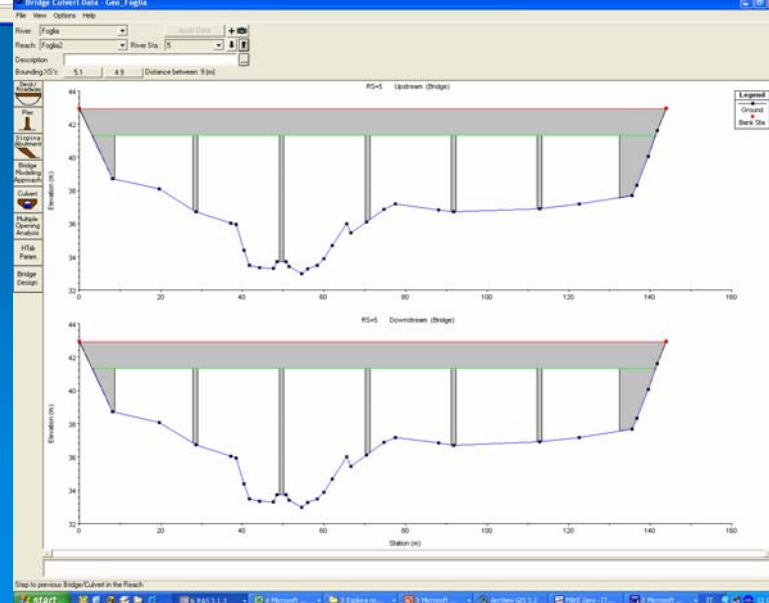 Bridge Culvert Data - Geo_Foglia
File View Options Help
River: Foglia Apply Data
Reach: Foglia2 River Sta.: 5
Description
Bounding XS's: 5.1 4.9 Distance between: 9 (m)
Deck/
Roadway
Pier
Sloping
Abutment
Bridge
Modeling
Approach
Culvert
Multiple
Opening
Analysis
HTab
Param.
Bridge
Design
RS=5 Upstream (Bridge)
Elevation (m)
44
42
40
38
36
34
32
0 20 40 60 80 100 120 140 160
Legend
Ground
Bank Sta
RS=5 Downstream (Bridge)
Elevation (m)
44
42
40
38
36
34
32
0 20 40 60 80 100 120 140 160
Station (m)
Step to previous Bridge/Culvert in the Reach
start